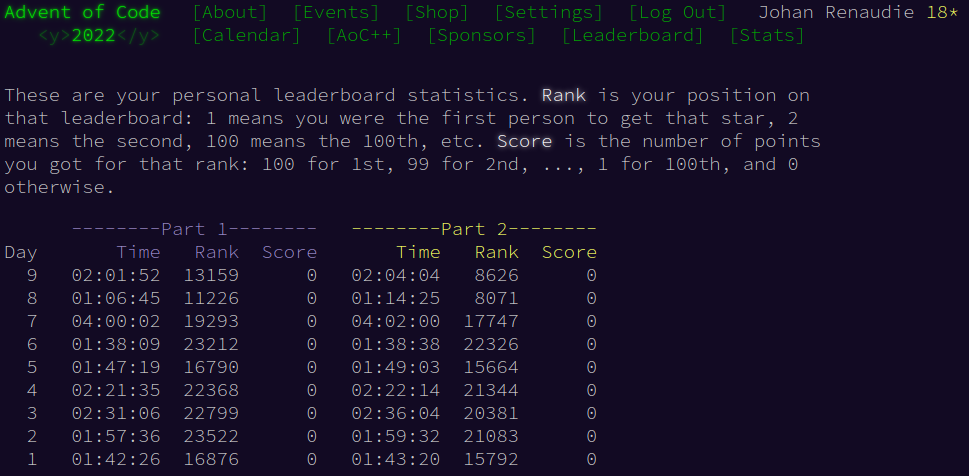 Advent of Code [About] [Events] [Shop] [Settings] [Log Out] Johan Renaudie 18*
<y>2022</y> [Calendar] [AoC++] [Sponsors] [Leaderboard] [Stats]
These are your personal leaderboard statistics. Rank is your position on
that leaderboard: 1 means you were the first person to get that star, 2
means the second, 100 means the 100th, etc. Score is the number of points
you got for that rank: 100 for 1st, 99 for 2nd, ..., 1 for 100th, and 0
otherwise.
--------Part 1-------- --------Part 2--------
Day Time Rank Score Time Rank Score
9 02:01:52 13159 0 02:04:04 8626 0
8 01:06:45 11226 0 01:14:25 8071 0
7 04:00:02 19293 0 04:02:00 17747 0
6 01:38:09 23212 0 01:38:38 22326 0
5 01:47:19 16790 0 01:49:03 15664 0
4 02:21:35 22368 0 02:22:14 21344 0
3 02:31:06 22799 0 02:36:04 20381 0
2 01:57:36 23522 0 01:59:32 21083 0
1 01:42:26 16876 0 01:43:20 15792 0